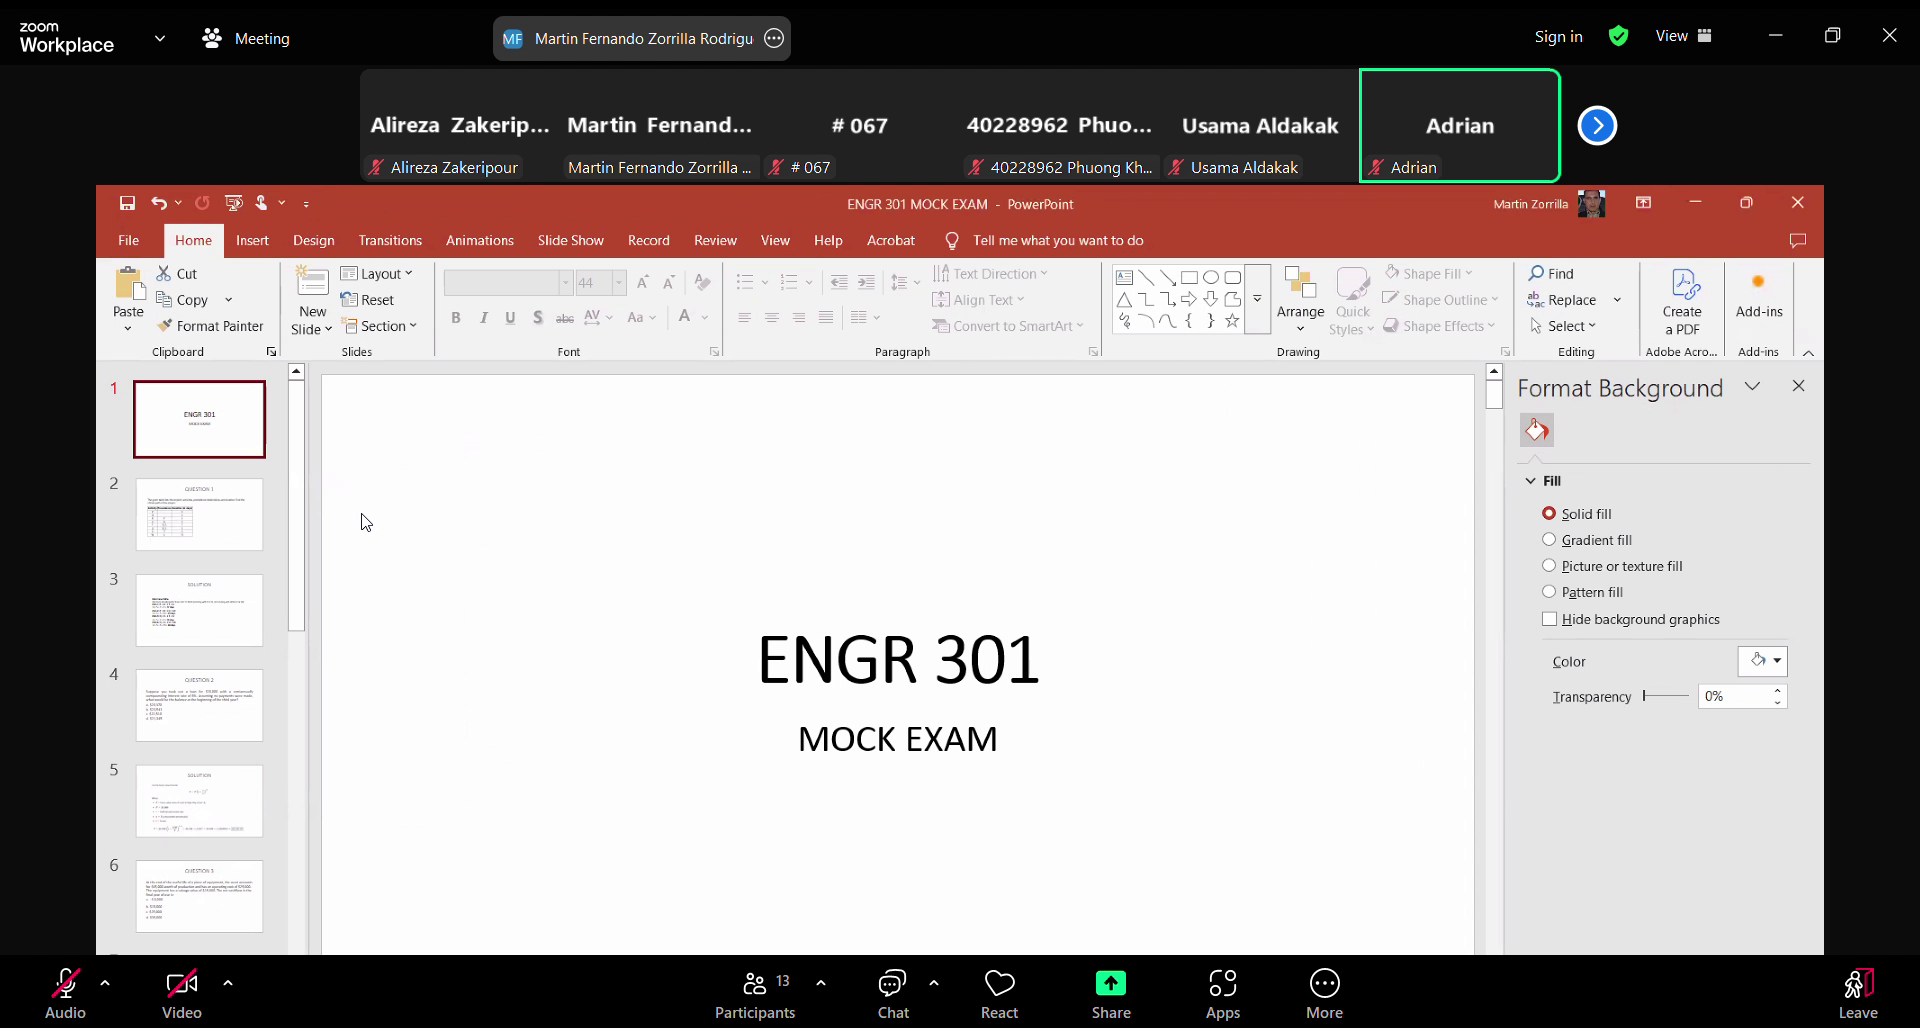 zoom
Workplace
Meeting
MF Martin Fernando Zorrilla Rodrigu
Sign in
View
Alireza Zakerip...
Martin Fernand...
# 067
40228962 Phuo...
Usama Aldakak
Adrian
Alireza Zakeripour
Martin Fernando Zorrilla ...
# 067
40228962 Phuong Kh...
Usama Aldakak
Adrian
ENGR 301 MOCK EXAM - PowerPoint
Martin Zorrilla
File Home Insert Design Transitions Animations Slide Show Record Review View Help Acrobat Tell me what you want to do
Paste
Cut
Copy
Format Painter
Clipboard
New
Slide
Layout
Reset
Section
Slides
44
B I U S abc AV Aa A
Font
Text Direction
Align Text
Convert to SmartArt
Paragraph
Arrange
Quick
Styles
Shape Fill
Shape Outline
Shape Effects
Drawing
Find
Replace
Select
Editing
Create
a PDF
Adobe Acro...
Add-ins
Add-ins
1
ENGR 301
MOCK EXAM
2
QUESTION 1
3
SOLUTION
4
QUESTION 2
5
SOLUTION
6
QUESTION 3
ENGR 301
MOCK EXAM
Format Background
Fill
Solid fill
Gradient fill
Picture or texture fill
Pattern fill
Hide background graphics
Color
Transparency 0%
Audio
Video
13
Participants
Chat
React
Share
Apps
More
Leave